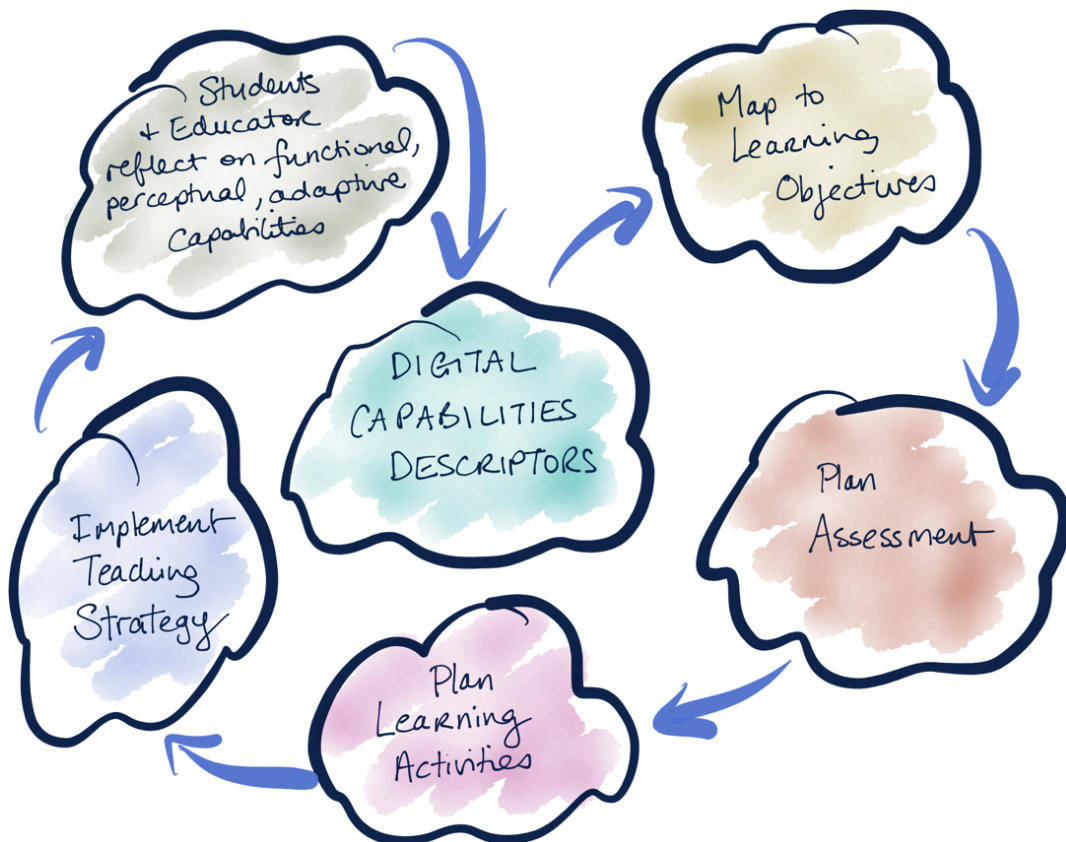 Students
+ Educator
reflect on functional,
perceptual, adaptive
Capabilities
Map to
Learning
Objectives
DIGITAL
CAPABILITIES
DESCRIPTORS
Plan
Assessment
Implement
Teaching
Strategy
Plan
Learning
Activities